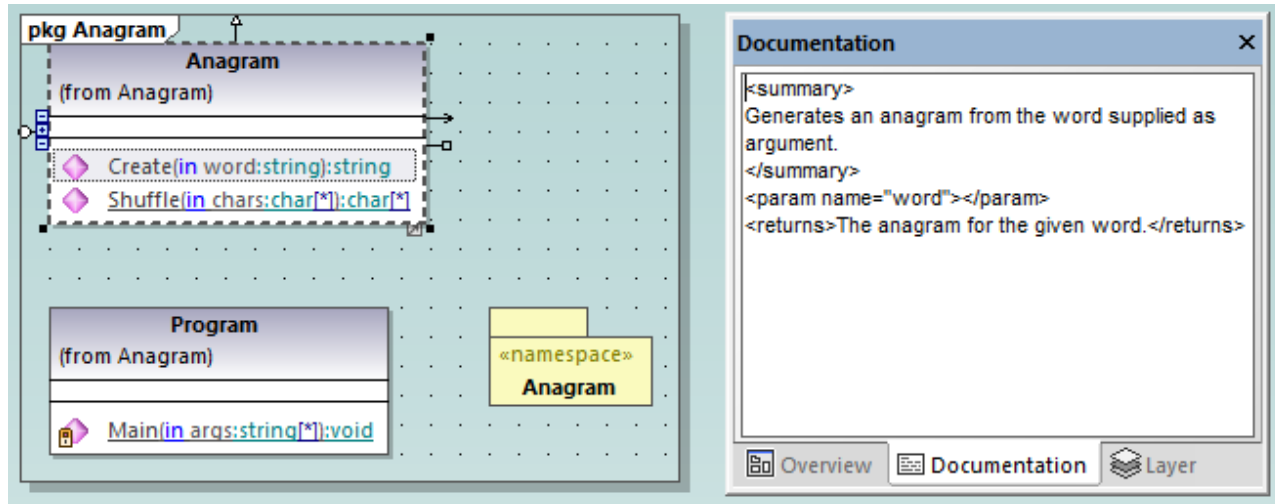 pkg Anagram
Anagram
(from Anagram)
Create(in word:string):string
Shuffle(in chars:char[*]):char[*]
Program
(from Anagram)
Main(in args:string[*]):void
«namespace»
Anagram
Documentation
<summary>
Generates an anagram from the word supplied as
argument.
</summary>
<param name="word"></param>
<returns>The anagram for the given word.</returns>
Overview Documentation Layer